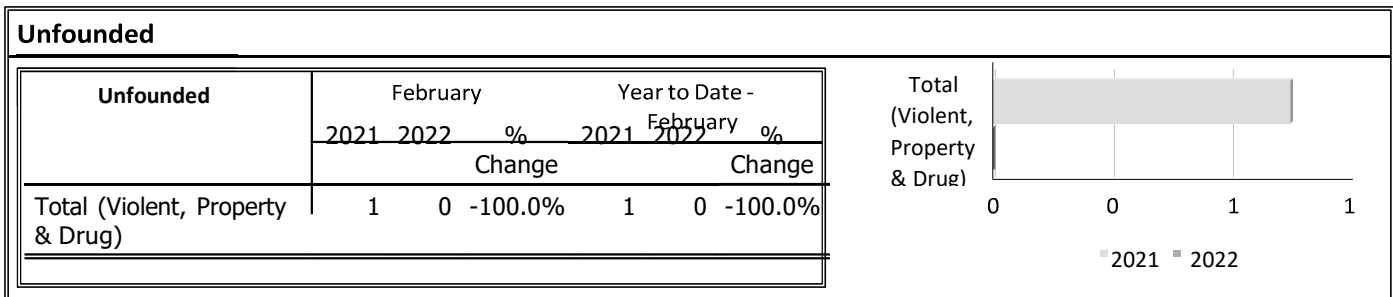 Unfounded
Unfounded February Year to Date - February
2021 2022 % Change 2021 2022 % Change
Total (Violent, Property & Drug) 1 0 -100.0% 1 0 -100.0%
Total
(Violent,
Property
& Drug)
0 0 1 1
2021 2022